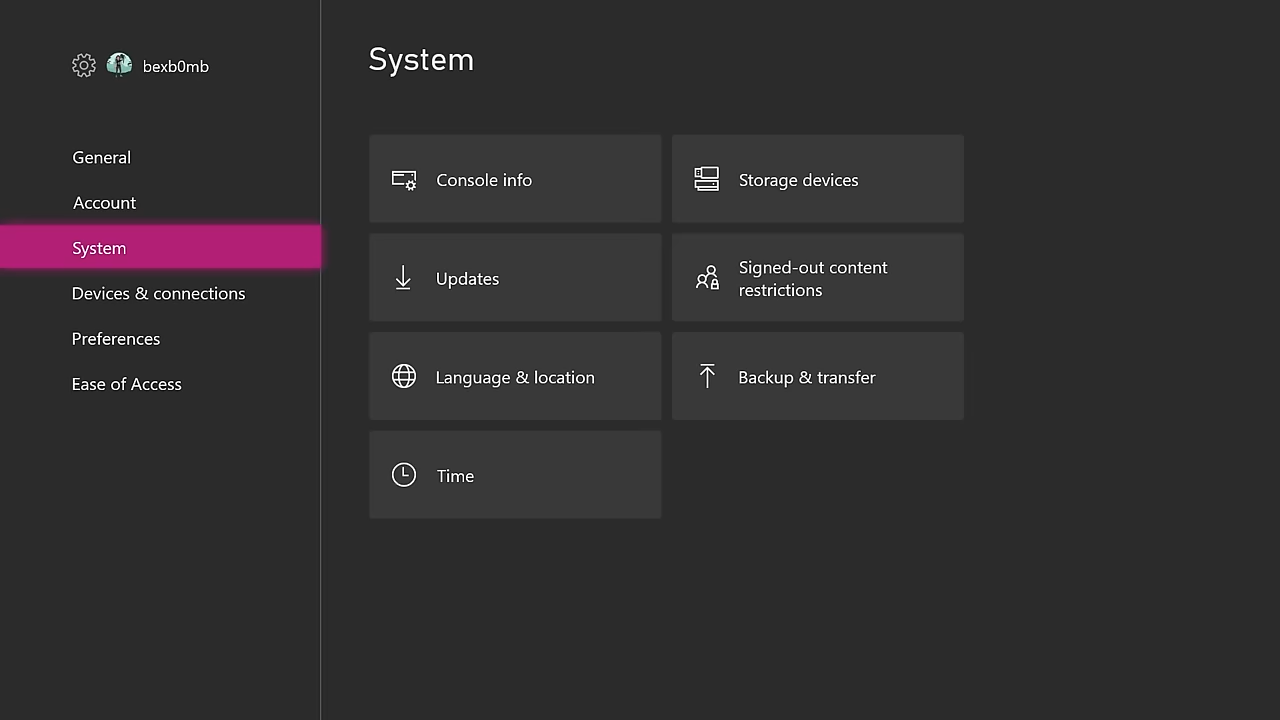 bexb0mb
General
Account
System
Devices & connections
Preferences
Ease of Access
System
Console info
Storage devices
Updates
Signed-out content
restrictions
Language & location
Backup & transfer
Time